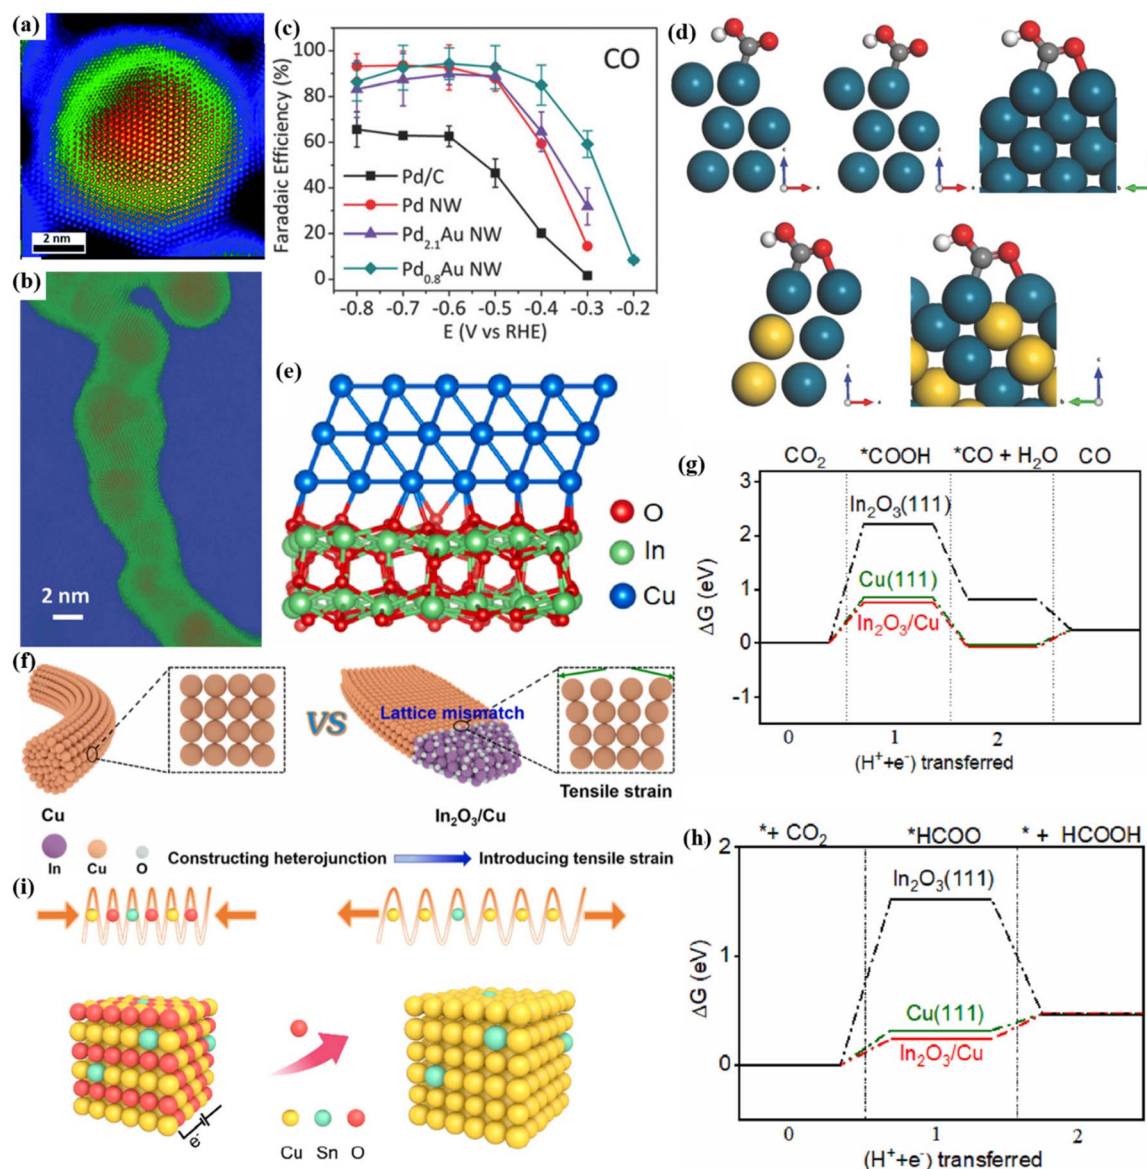 (a)
2 nm
(b)
2 nm
(c)
CO
Faradaic Efficiency (%)
100
80
60
40
20
0
Pd/C
Pd NW
Pd₂.₁Au NW
Pd₀.₈Au NW
-0.8 -0.7 -0.6 -0.5 -0.4 -0.3 -0.2
E (V vs RHE)
(d)
c a
c a
c b
c a
c b
(e)
O
In
Cu
(f)
VS
Lattice mismatch
Cu
In₂O₃/Cu
Tensile strain
In Cu O
Constructing heterojunction Introducing tensile strain
(g)
CO₂ *COOH *CO + H₂O CO
In₂O₃(111)
Cu(111)
In₂O₃/Cu
ΔG (eV)
3
2
1
0
-1
0 1 2
(H⁺+e⁻) transferred
(h)
*+ CO₂ *HCOO * + HCOOH
In₂O₃(111)
Cu(111)
In₂O₃/Cu
ΔG (eV)
2
1
0
0 1 2
(H⁺+e⁻) transferred
(i)
e⁻
Cu Sn O